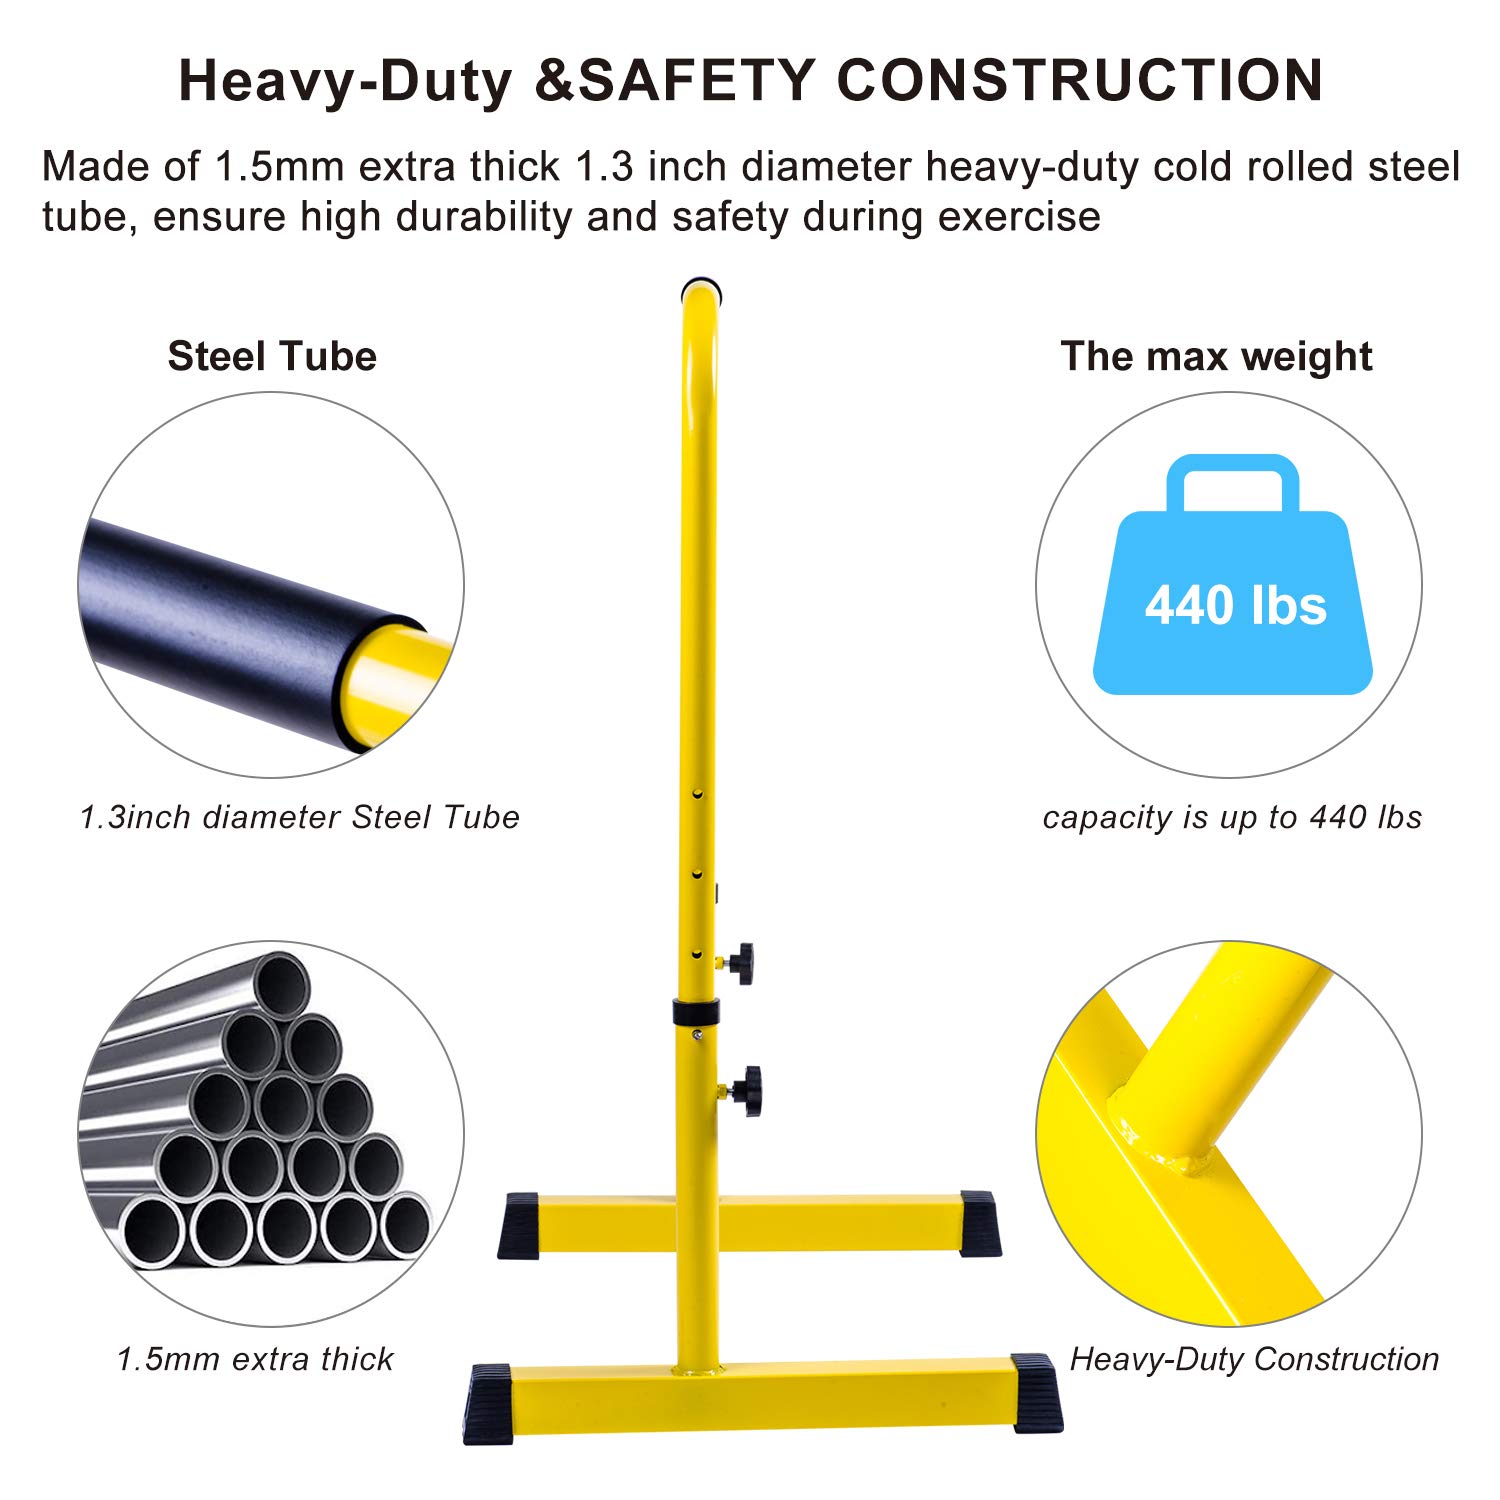 Heavy-Duty &SAFETY CONSTRUCTION
Made of 1.5mm extra thick 1.3 inch diameter heavy-duty cold rolled steel
tube, ensure high durability and safety during exercise
Steel Tube
The max weight
440 lbs
1.3inch diameter Steel Tube
capacity is up to 440 lbs
1.5mm extra thick
Heavy-Duty Construction